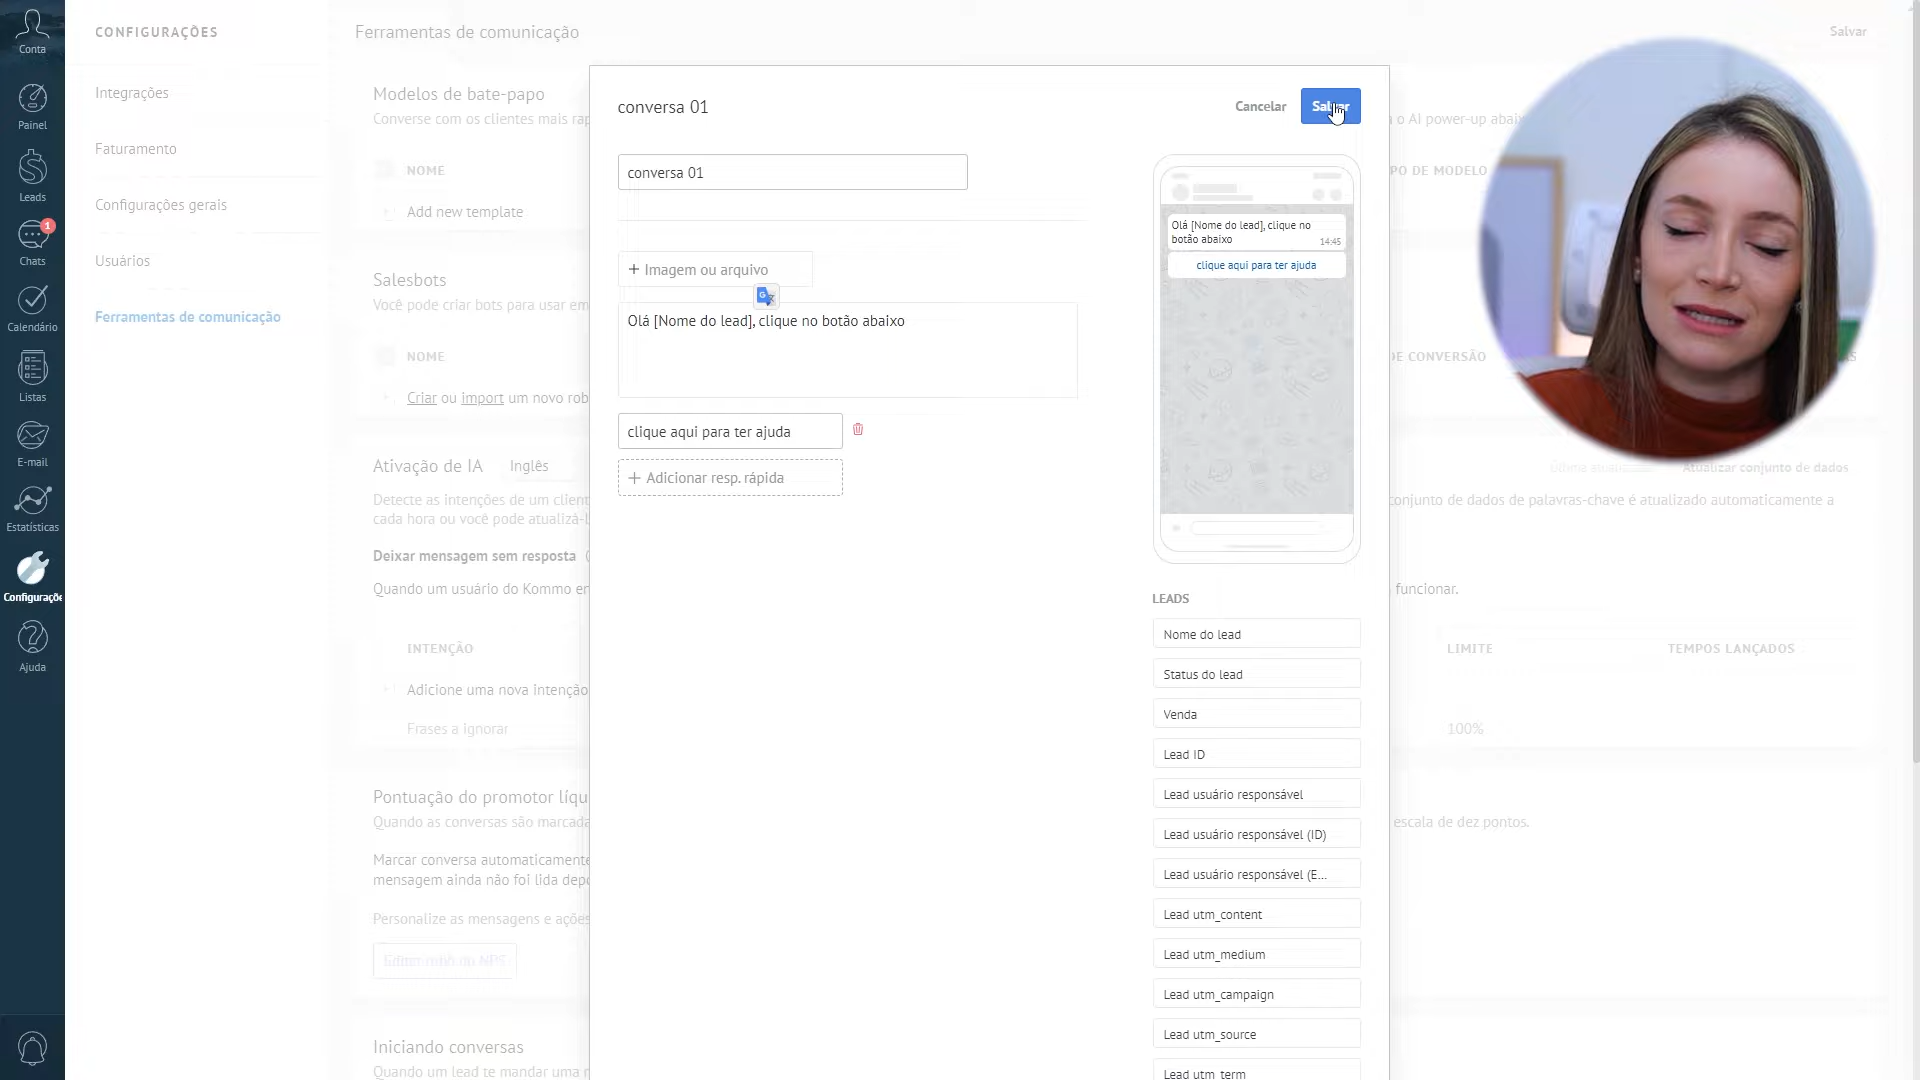 Conta
Painel
Leads
1
Chats
Calendário
Listas
E-mail
Estatísticas
Configuraçõe
Ajuda
CONFIGURAÇÕES
Integrações
Faturamento
Configurações gerais
Usuários
Ferramentas de comunicação
Ferramentas de comunicação
Salvar
Modelos de bate-papo
Converse com os clientes mais rap
o AI power-up abaix
NOME
PO DE MODELO
Add new template
Salesbots
Você pode criar bots para usar em
NOME
DE CONVERSÃO
Criar ou import um novo rob
Ativação de IA
Inglês
Atualizar conjunto de dados
Detecte as intenções de um client
conjunto de dados de palavras-chave é atualizado automaticamente a
cada hora ou você pode atualizá-l
Deixar mensagem sem resposta
Quando um usuário do Kommo er
funcionar.
INTENÇÃO
LIMITE
TEMPOS LANÇADOS
Adicione uma nova intenção
Frases a ignorar
100%
Pontuação do promotor líqu
Quando as conversas são marcada
escala de dez pontos.
Marcar conversa automaticamente
mensagem ainda não foi lida depo
Personalize as mensagens e ações
Iniciando conversas
Quando um lead te mandar uma r
conversa 01
Cancelar
Salvar
conversa 01
+ Imagem ou arquivo
Olá [Nome do lead], clique no botão abaixo
clique aqui para ter ajuda
+ Adicionar resp. rápida
Olá [Nome do lead], clique no
botão abaixo
14:45
clique aqui para ter ajuda
LEADS
Nome do lead
Status do lead
Venda
Lead ID
Lead usuário responsável
Lead usuário responsável (ID)
Lead usuário responsável (E...
Lead utm_content
Lead utm_medium
Lead utm_campaign
Lead utm_source
Lead utm_term